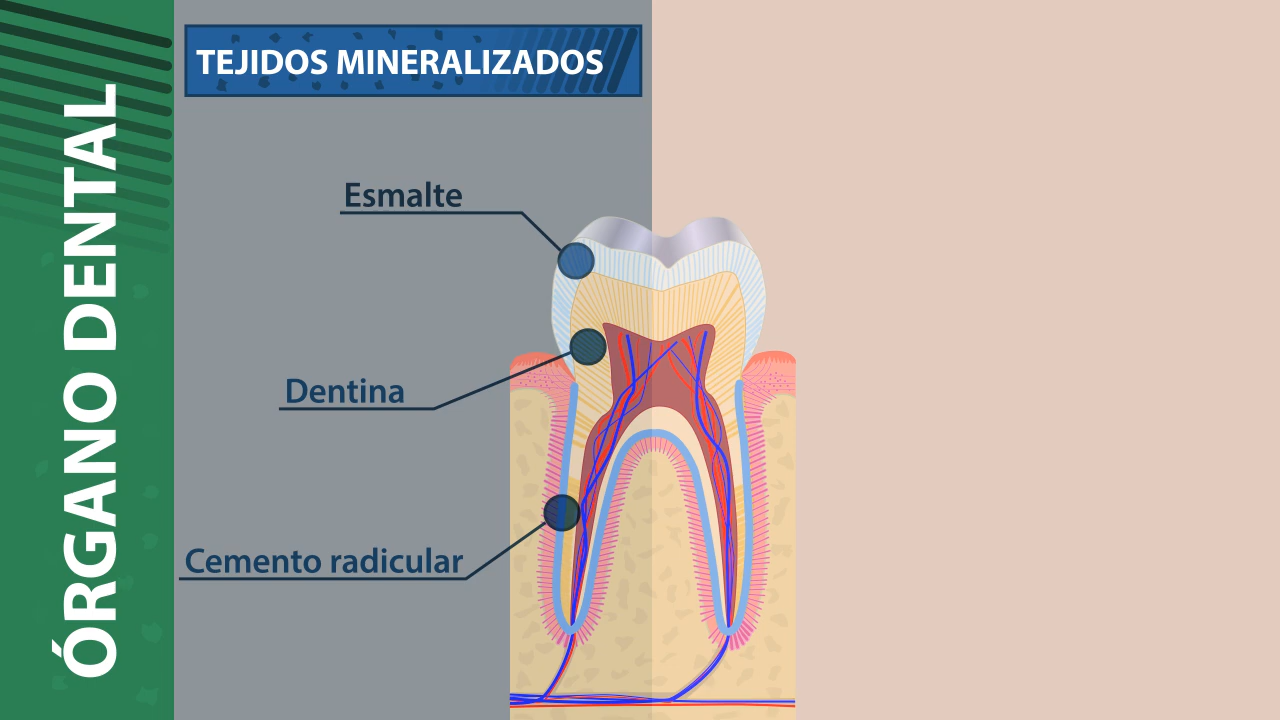 ÓRGANO DENTAL
TEJIDOS MINERALIZADOS
Esmalte
Dentina
Cemento radicular